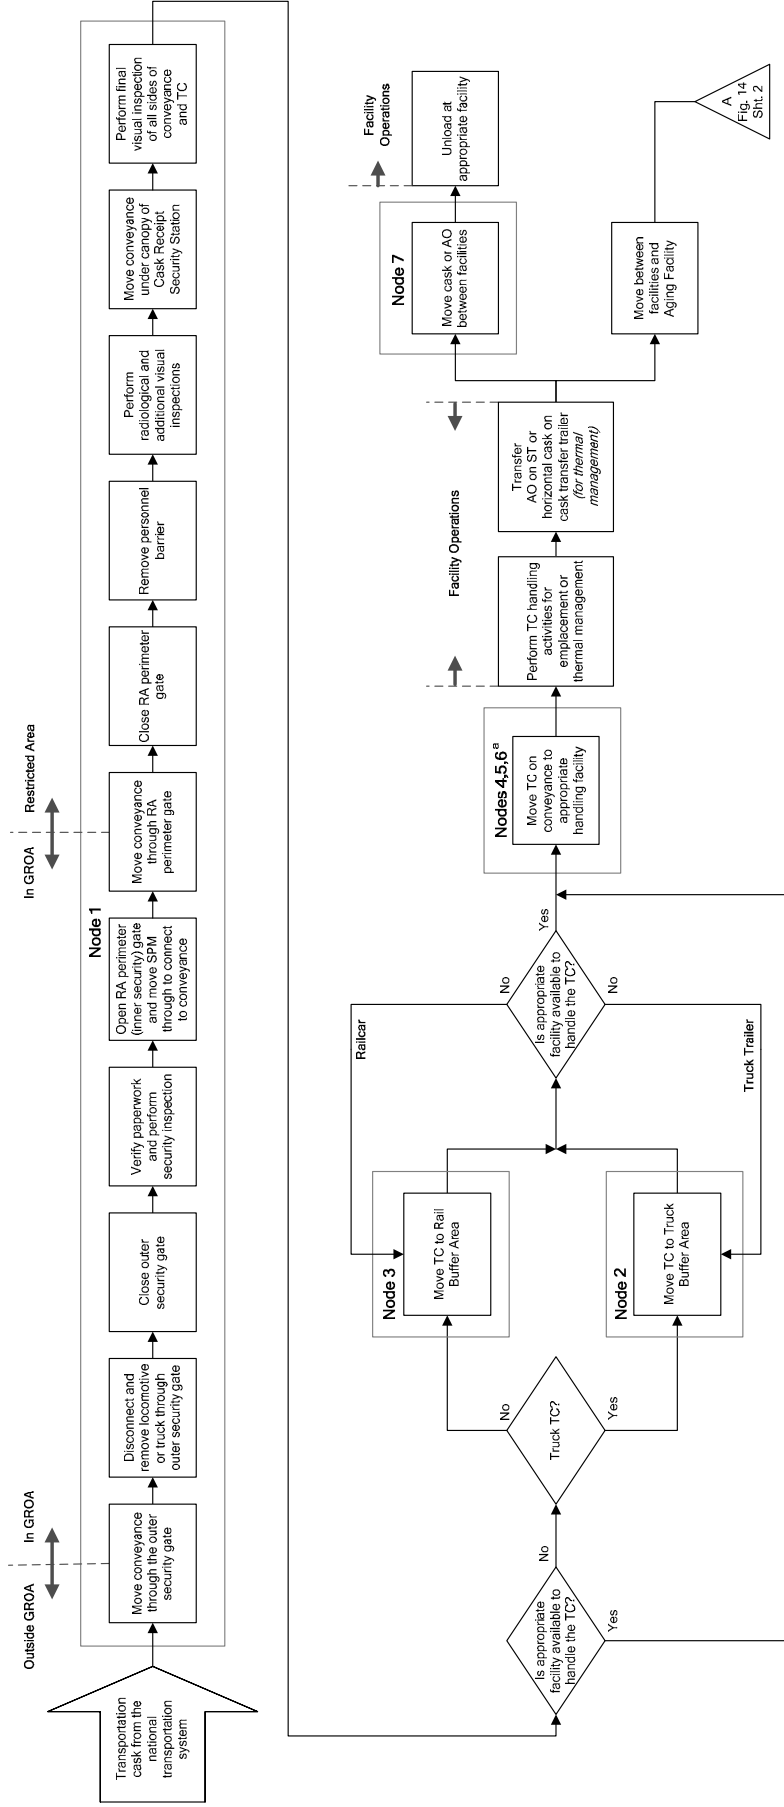 Transportation
cask from the
national
transportation
system
Outside GROA
In GROA
Node 1
Move conveyance
through the outer
security gate
Disconnect and
remove locomotive
or truck through
outer security gate
Close outer
security gate
Verify paperwork
and perform
security inspection
Open RA perimeter
(inner security) gate
and move SPM
through to connect
to conveyance
In GROA
Restricted Area
Move conveyance
through RA
perimeter gate
Close RA perimeter
gate
Remove personnel
barrier
Perform
radiological and
additional visual
inspections
Move conveyance
under canopy of
Cask Receipt
Security Station
Perform final
visual inspection
of all sides of
conveyance
and TC
Is appropriate
facility available to
handle the TC?
No
Yes
Truck TC?
No
Yes
Node 3
Move TC to Rail
Buffer Area
Node 2
Move TC to Truck
Buffer Area
Railcar
Truck Trailer
Is appropriate
facility available to
handle the TC?
No
No
Yes
Nodes 4,5,6a
Move TC on
conveyance to
appropriate
handling facility
Facility Operations
Perform TC handling
activities for
emplacement or
thermal management
Transfer
AO on ST or
horizontal cask on
cask transfer trailer
(for thermal
management)
Node 7
Move cask or AO
between facilities
Facility
Operations
Unload at
appropriate facility
Move between
facilities and
Aging Facility
A
Fig. 14
Sht. 2